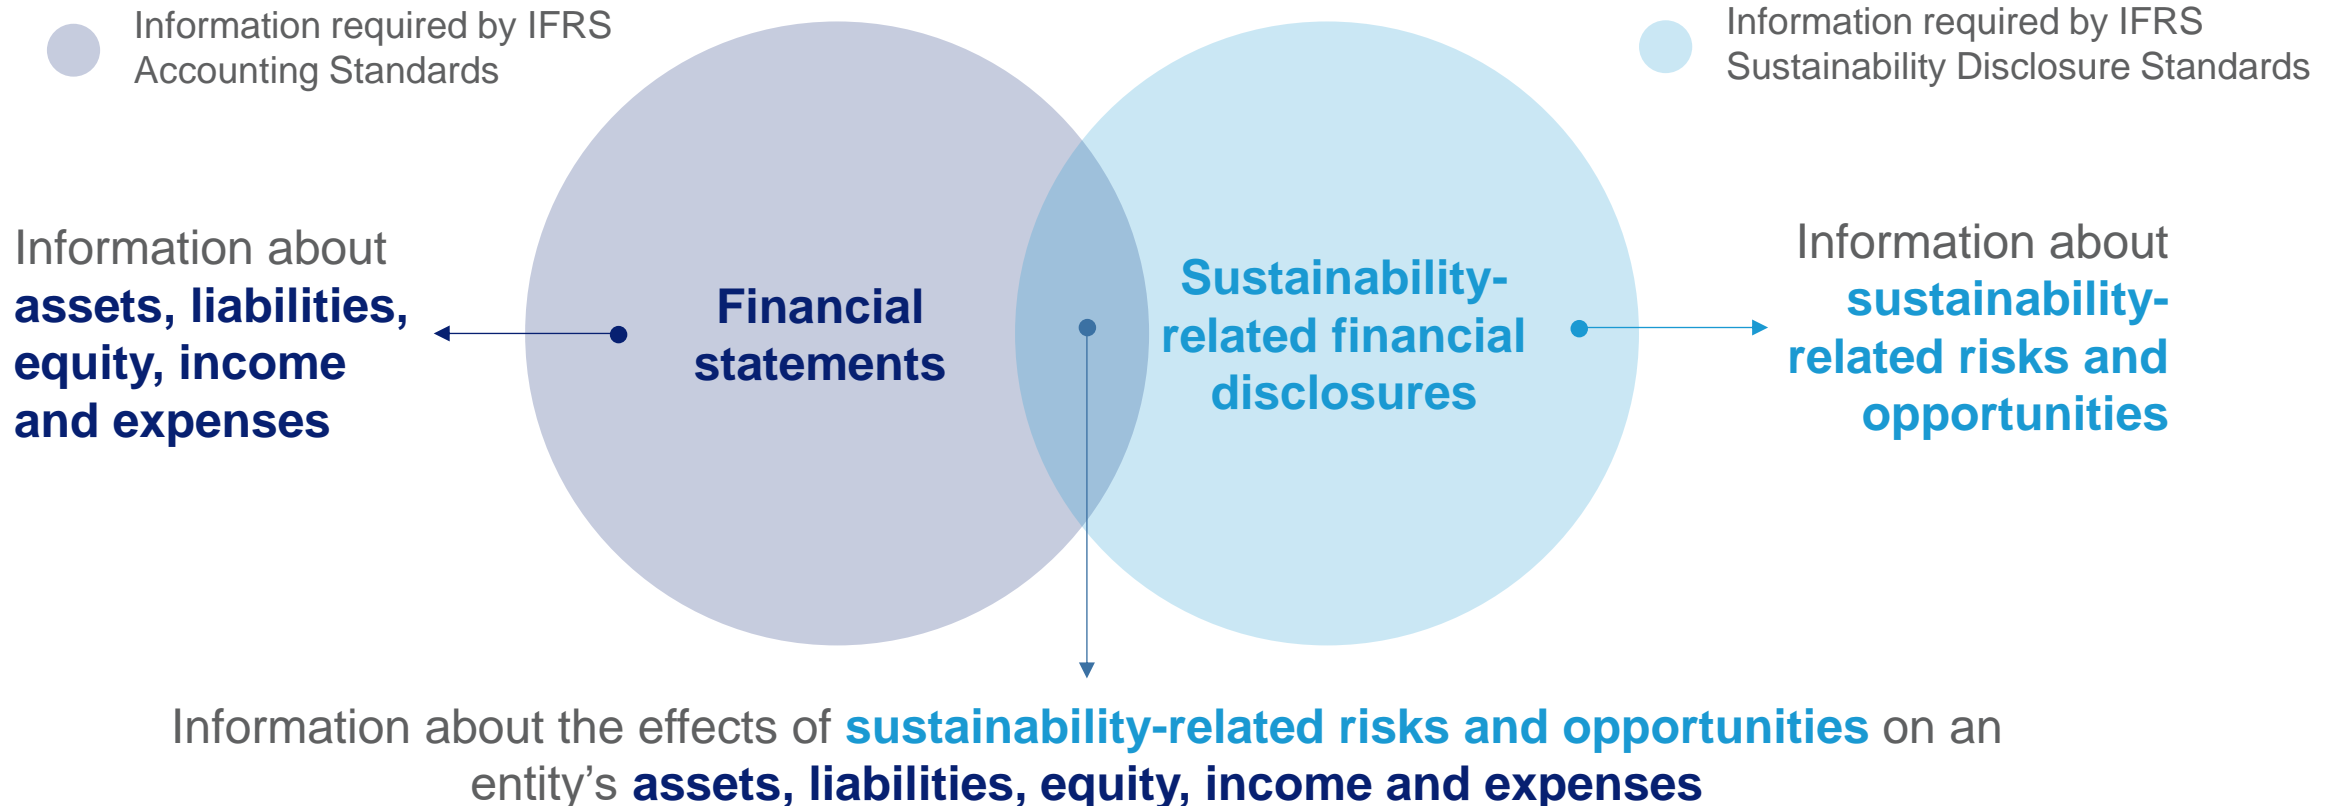 Information required by IFRS
Accounting Standards
Information required by IFRS
Sustainability Disclosure Standards
Information about
assets, liabilities,
equity, income
and expenses
Financial
statements
Sustainability-
related financial
disclosures
Information about
sustainability-
related risks and
opportunities
Information about the effects of sustainability-related risks and opportunities on an
entity’s assets, liabilities, equity, income and expenses